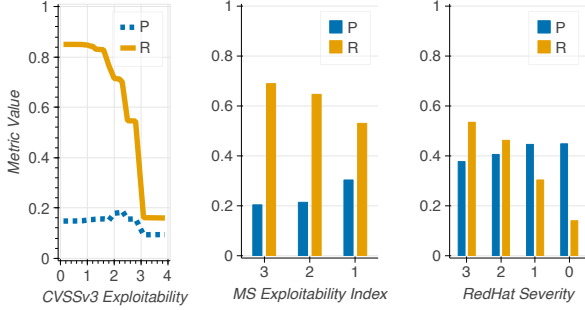 1
0.8
0.6
0.4
0.2
0
Metric Value
P
R
0 1 2 3 4
CVSSv3 Exploitability
1
0.8
0.6
0.4
0.2
0
P
R
3 2 1
MS Exploitability Index
1
0.8
0.6
0.4
0.2
0
P
R
3 2 1 0
RedHat Severity